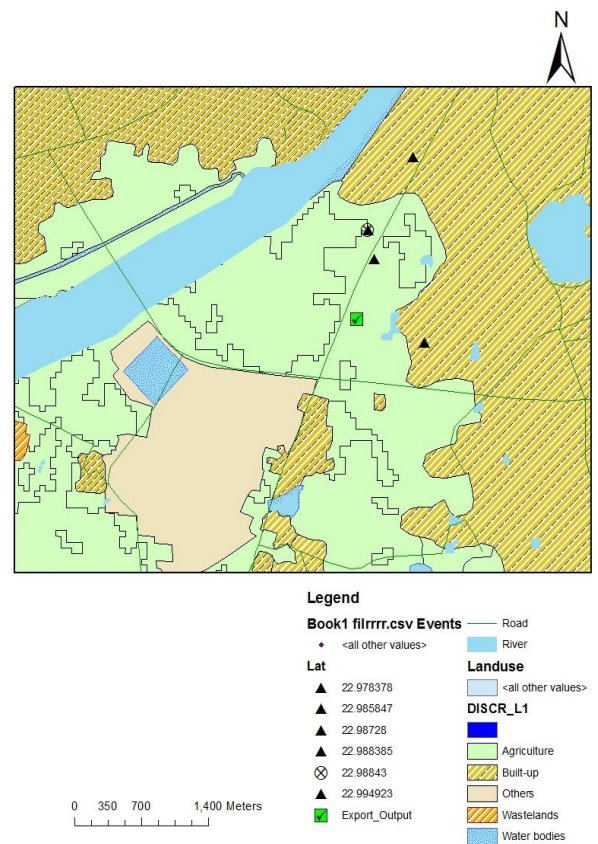 N
Legend
Book1 filrrrr.csv Events
<all other values>
Lat
22.978378
22.985847
22.98728
22.988385
22.98843
22.994923
Export_Output
Road
River
Landuse
<all other values>
DISCR_L1
Agriculture
Built-up
Others
Wastelands
Water bodies
0 350 700 1,400 Meters